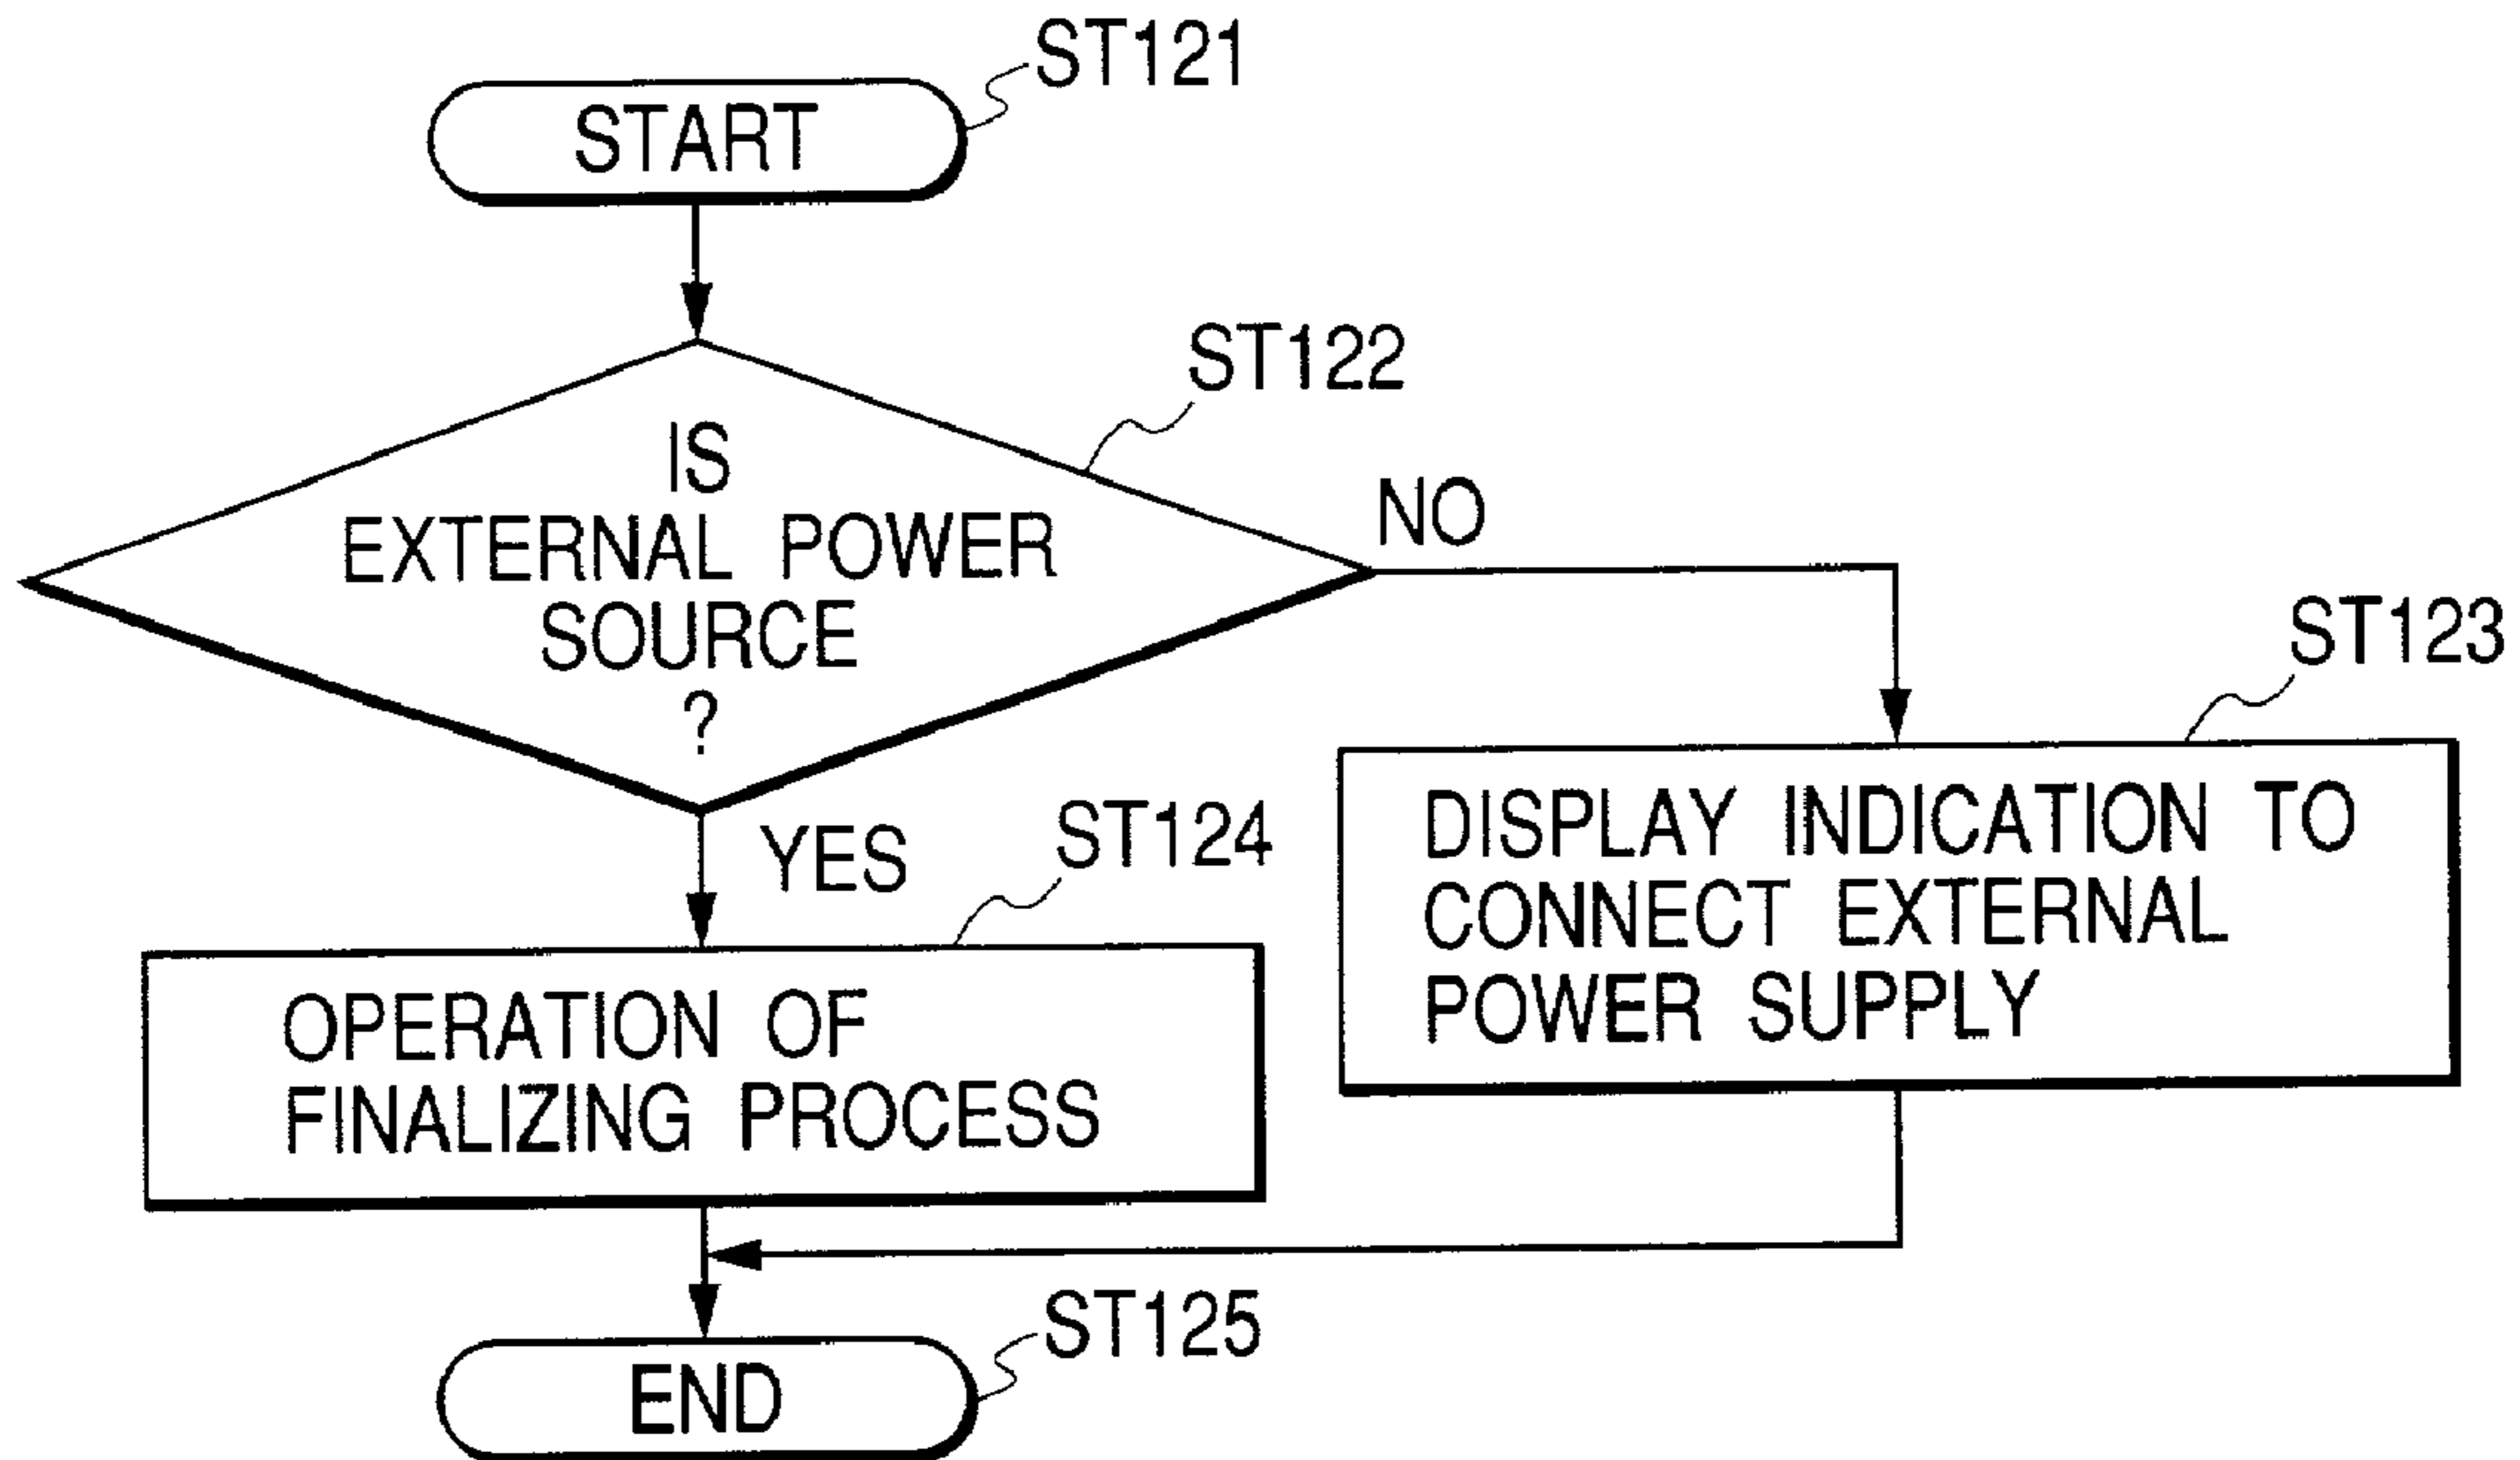 ST121
START
ST122
IS
EXTERNAL POWER
SOURCE
?
NO
YES
ST123
DISPLAY INDICATION TO
CONNECT EXTERNAL
POWER SUPPLY
ST124
OPERATION OF
FINALIZING PROCESS
ST125
END